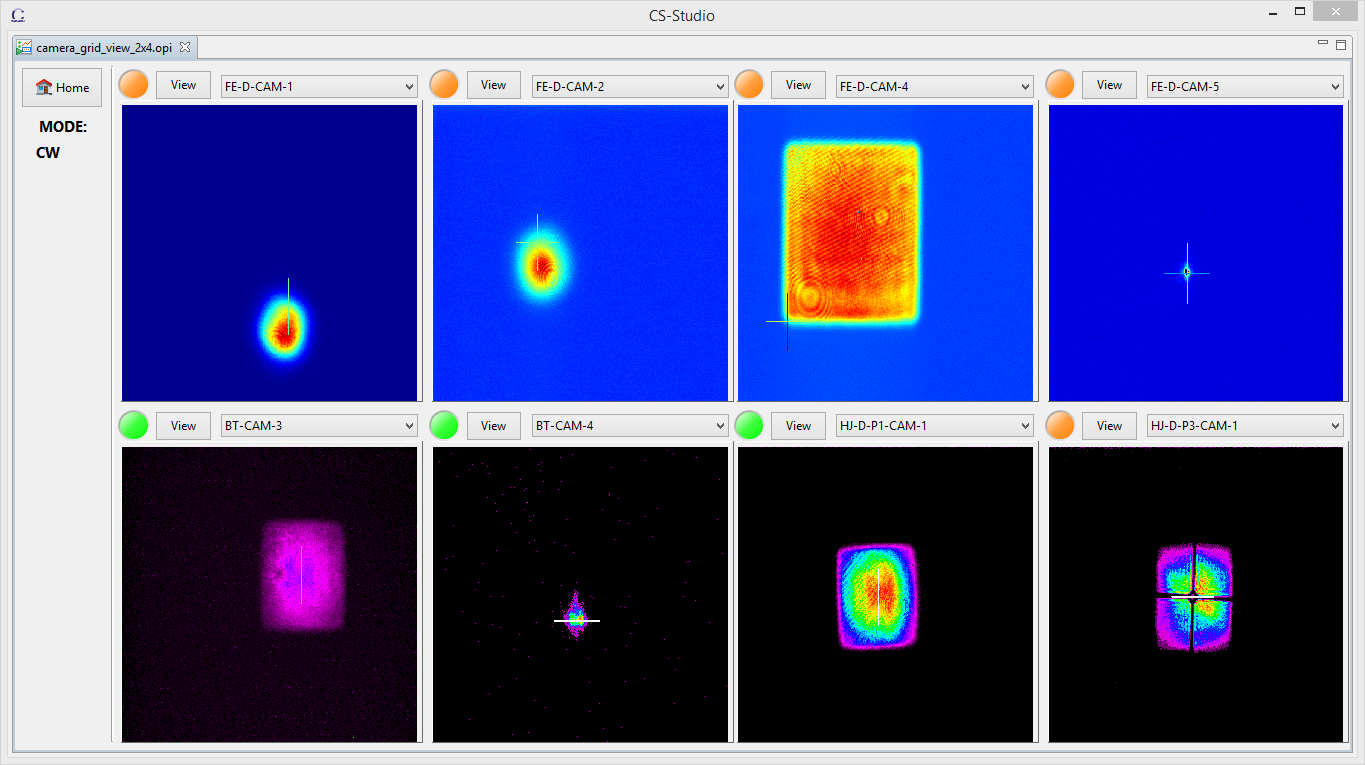 CS-Studio
camera_grid_view_2x4.opi
Home
MODE:
CW
View
FE-D-CAM-1
View
FE-D-CAM-2
View
FE-D-CAM-4
View
FE-D-CAM-5
View
BT-CAM-3
View
BT-CAM-4
View
HJ-D-P1-CAM-1
View
HJ-D-P3-CAM-1